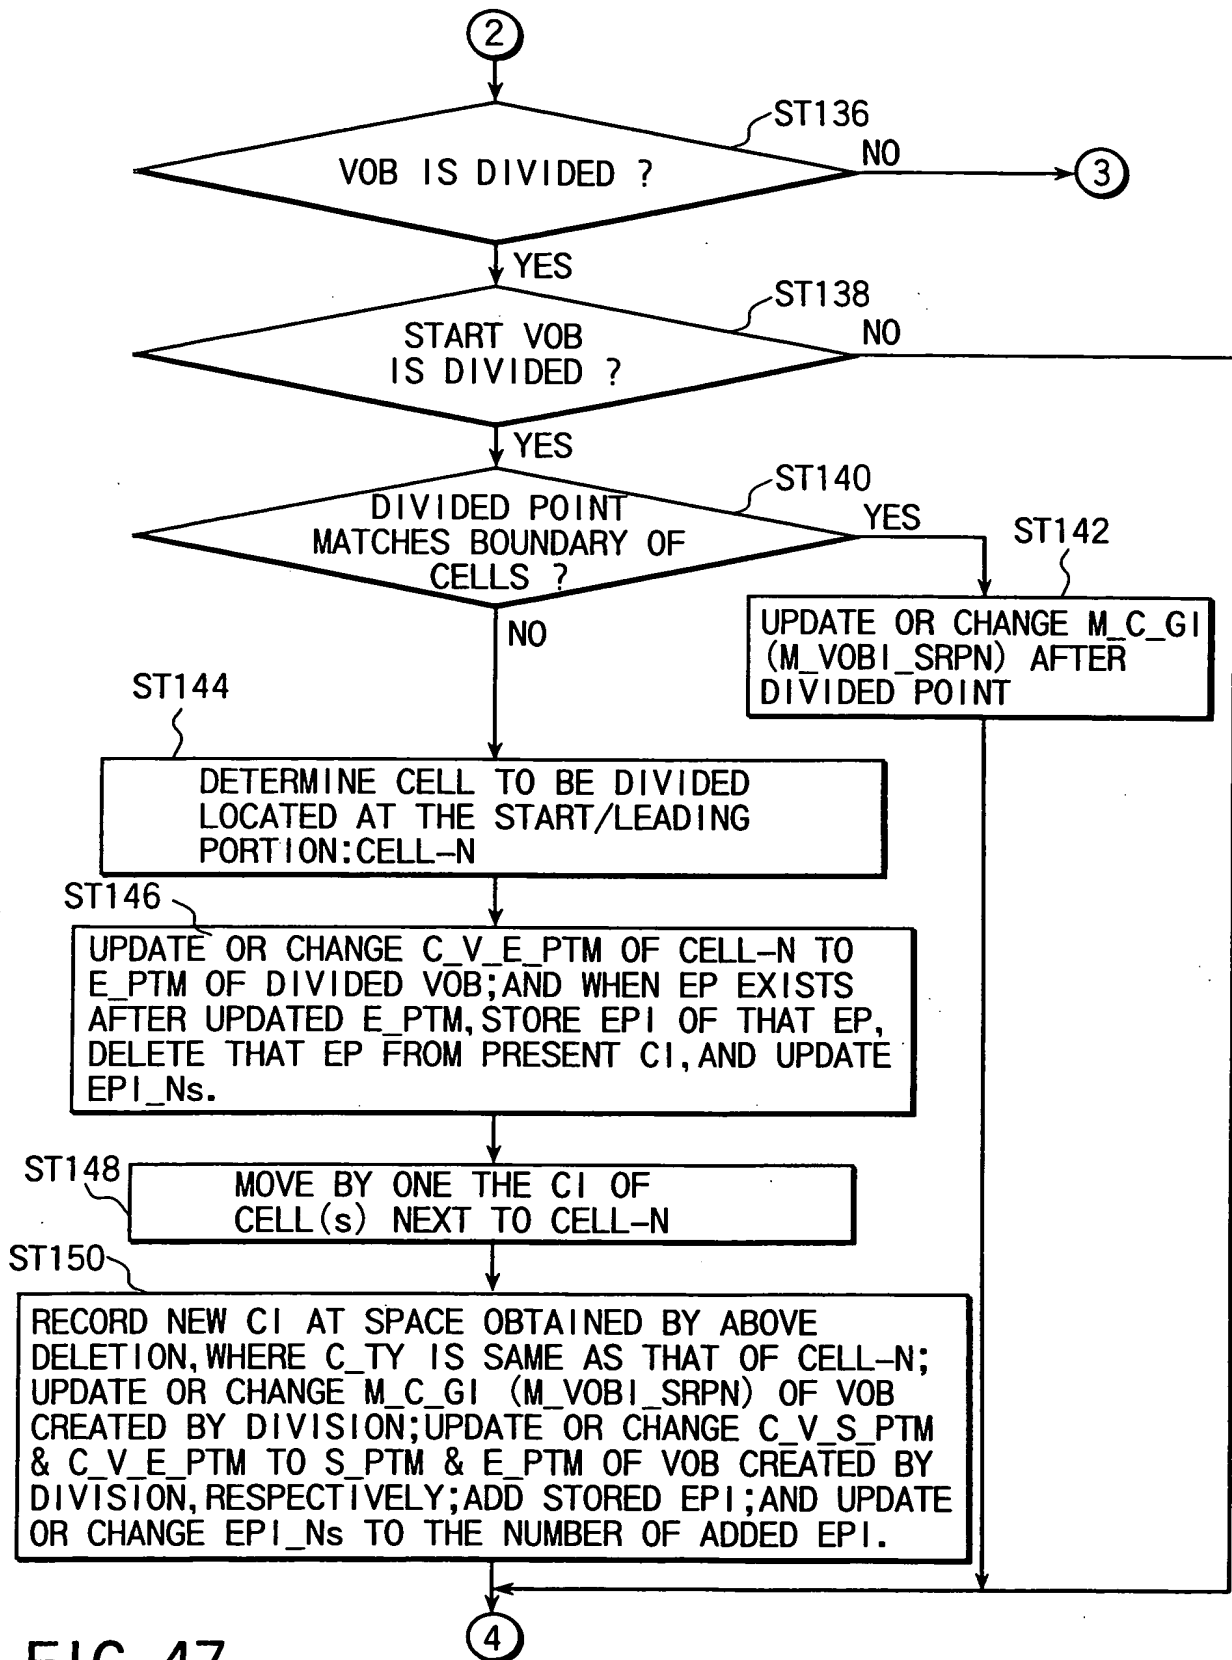 2
ST136
VOB IS DIVIDED ?
NO
3
YES
ST138
START VOB
IS DIVIDED ?
NO
YES
ST140
DIVIDED POINT
MATCHES BOUNDARY OF
CELLS ?
YES
ST142
NO
UPDATE OR CHANGE M_C_GI
(M_VOBI_SRPN) AFTER
DIVIDED POINT
ST144
DETERMINE CELL TO BE DIVIDED
LOCATED AT THE START/LEADING
PORTION:CELL-N
ST146
UPDATE OR CHANGE C_V_E_PTM OF CELL-N TO
E_PTM OF DIVIDED VOB;AND WHEN EP EXISTS
AFTER UPDATED E_PTM,STORE EPI OF THAT EP,
DELETE THAT EP FROM PRESENT CI,AND UPDATE
EPI_Ns.
ST148
MOVE BY ONE THE CI OF
CELL(s) NEXT TO CELL-N
ST150
RECORD NEW CI AT SPACE OBTAINED BY ABOVE
DELETION,WHERE C_TY IS SAME AS THAT OF CELL-N;
UPDATE OR CHANGE M_C_GI (M_VOBI_SRPN) OF VOB
CREATED BY DIVISION;UPDATE OR CHANGE C_V_S_PTM
& C_V_E_PTM TO S_PTM & E_PTM OF VOB CREATED BY
DIVISION,RESPECTIVELY;ADD STORED EPI;AND UPDATE
OR CHANGE EPI_Ns TO THE NUMBER OF ADDED EPI.
4
FIG. 47